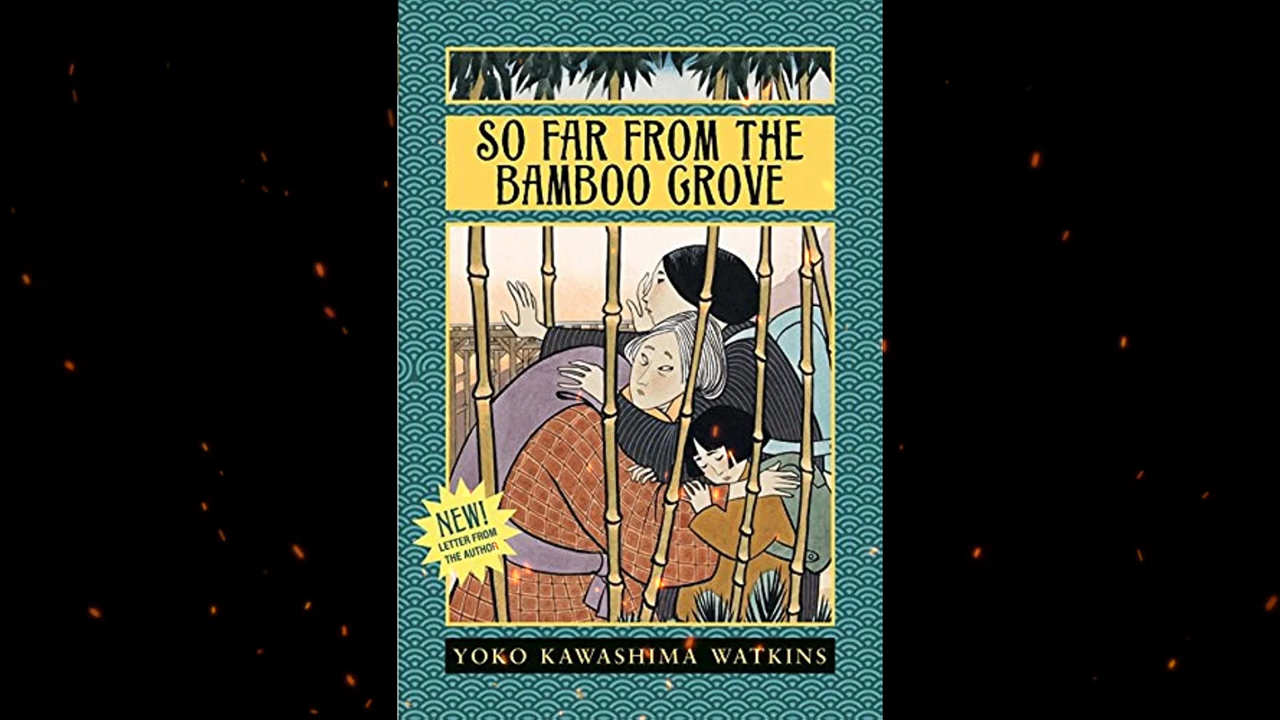 SO FAR FROM THE
BAMBOO GROVE
NEW!
LETTER FROM
THE AUTHOR
YOKO KAWASHIMA WATKINS